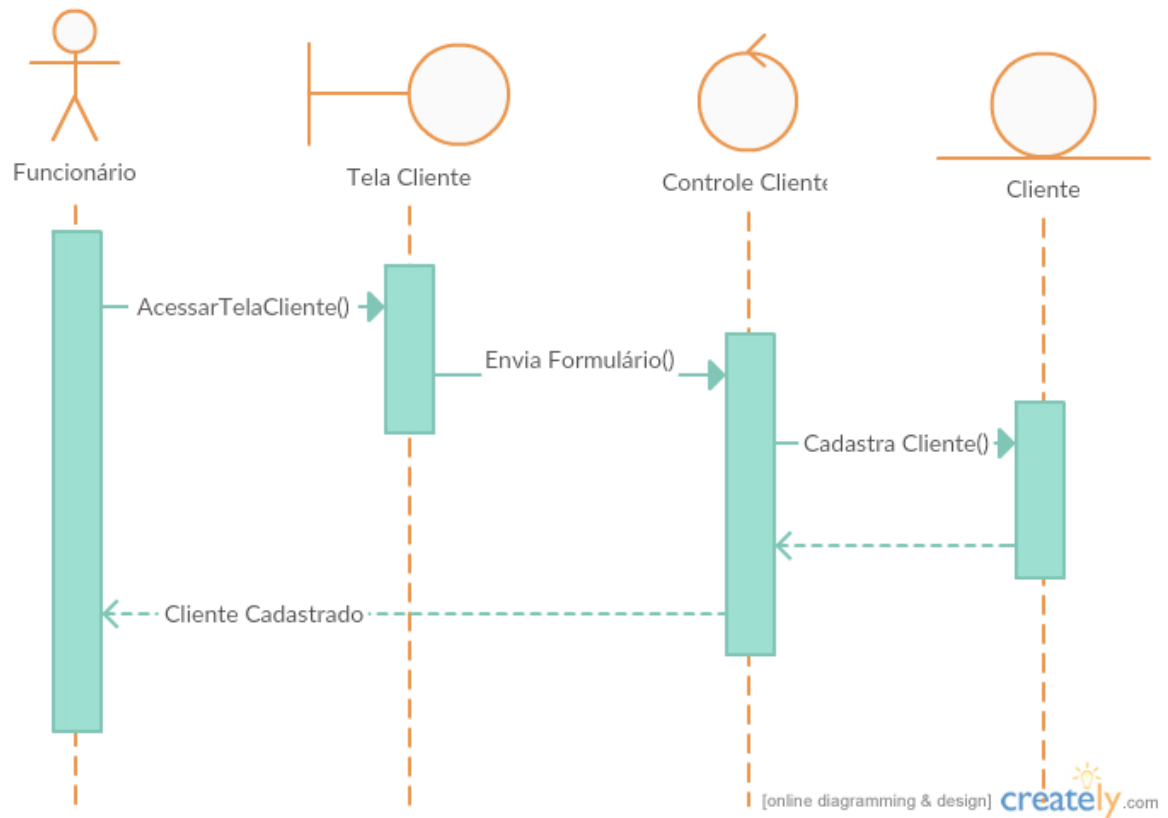 Funcionário
Tela Cliente
Controle Cliente
Cliente
AcessarTelaCliente()
Envia Formulário()
Cadastra Cliente()
Cliente Cadastrado
[online diagramming & design] creately.com